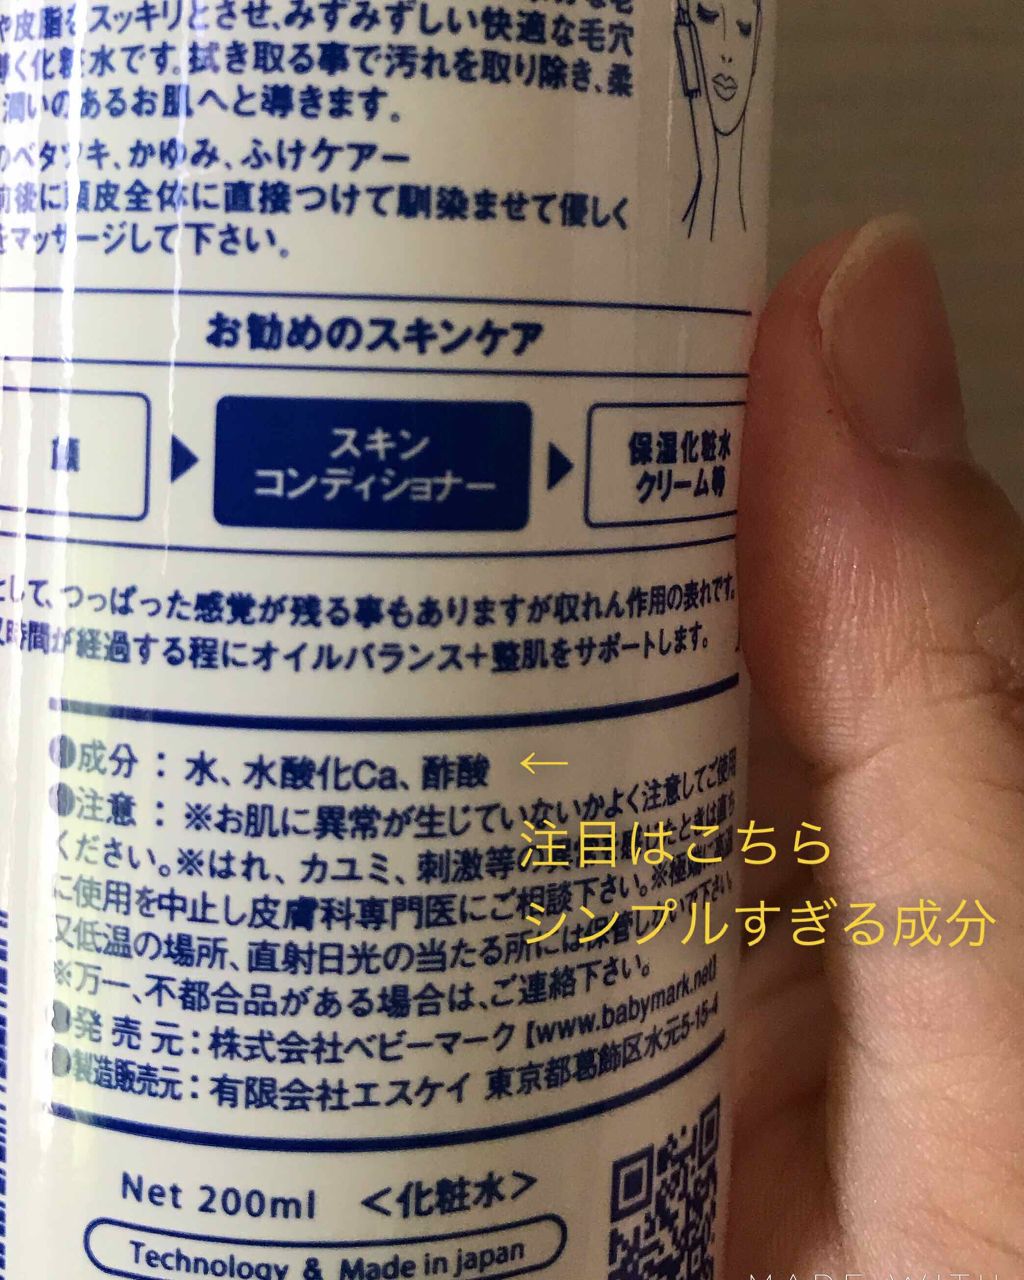 や皮脂をスッキリとさせ、みずみずしい快適な毛穴
く化粧水です。拭き取る事で汚れを取り除き、柔
潤いのあるお肌へと導きます。
のベタツキ、かゆみ、ふけケアー
前後に頭皮全体に直接つけて馴染ませて優しく
をマッサージして下さい。
お勧めのスキンケア
顔
スキン
コンディショナー
保湿化粧水
クリーム等
として、つっぱった感覚が残る事もありますが収れん作用の表れです。
時間が経過する程にオイルバランス+整肌をサポートします。
●成分：水、水酸化Ca、酢酸
←
●注意：※お肌に異常が生じていないかよく注意してご使用
ください。※はれ、カユミ、刺激等の
注目はこちら
に使用を中止し皮膚科専門医にご相談下さい。※極端に
シンプルすぎる成分
又低温の場所、直射日光の当たる所には保管しないで下さい。
※万一、不都合品がある場合は、ご連絡下さい。
●発売元：株式会社ベビーマーク【www.babymark.net】
●製造販売元：有限会社エスケイ 東京都葛飾区水元5-15-4
Net 200ml ＜化粧水＞
Technology & Made in japan
MADE WITH